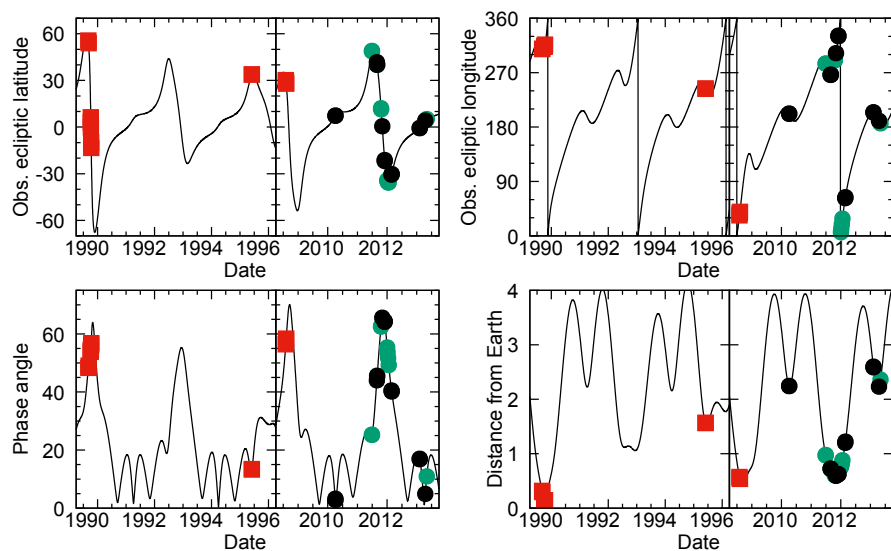 Obs. ecliptic latitude
60
30
0
-30
-60
1990 1992 1994 1996 2010 2012
Date
Obs. ecliptic longitude
360
270
180
90
0
1990 1992 1994 1996 2010 2012
Date
Phase angle
80
60
40
20
0
1990 1992 1994 1996 2010 2012
Date
Distance from Earth
4
3
2
1
0
1990 1992 1994 1996 2010 2012
Date